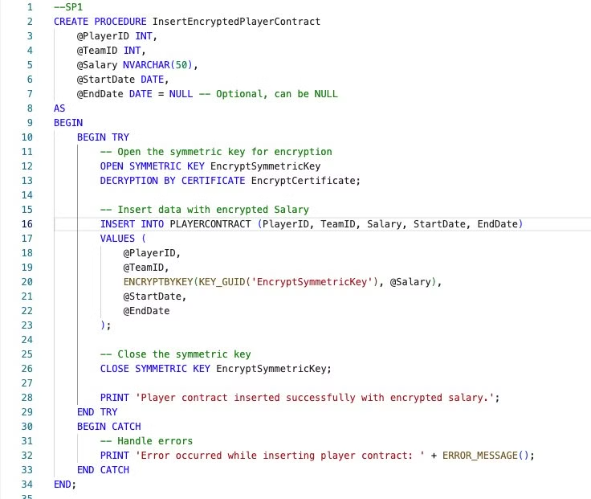 1 --SP1
2 CREATE PROCEDURE InsertEncryptedPlayerContract
3     @PlayerID INT,
4     @TeamID INT,
5     @Salary NVARCHAR(50),
6     @StartDate DATE,
7     @EndDate DATE = NULL -- Optional, can be NULL
8 AS
9 BEGIN
10     BEGIN TRY
11         -- Open the symmetric key for encryption
12         OPEN SYMMETRIC KEY EncryptSymmetricKey
13         DECRYPTION BY CERTIFICATE EncryptCertificate;
14
15         -- Insert data with encrypted Salary
16         INSERT INTO PLAYERCONTRACT (PlayerID, TeamID, Salary, StartDate, EndDate)
17         VALUES (
18             @PlayerID,
19             @TeamID,
20             ENCRYPTBYKEY(KEY_GUID('EncryptSymmetricKey'), @Salary),
21             @StartDate,
22             @EndDate
23         );
24
25         -- Close the symmetric key
26         CLOSE SYMMETRIC KEY EncryptSymmetricKey;
27
28         PRINT 'Player contract inserted successfully with encrypted salary.';
29     END TRY
30     BEGIN CATCH
31         -- Handle errors
32         PRINT 'Error occurred while inserting player contract: ' + ERROR_MESSAGE();
33     END CATCH
34 END;
35